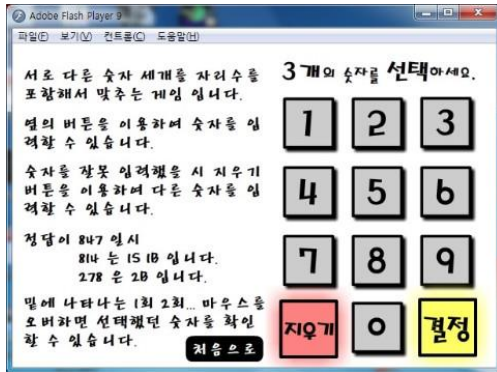 Adobe Flash Player 9
파일(F) 보기(V) 컨트롤(C) 도움말(H)
서로 다른 숫자 세개를 자리수를
포함해서 맞추는 게임 입니다.
옆의 버튼을 이용하여 숫자를 입
력할 수 있습니다.
숫자를 잘못 입력했을 시 지우기
버튼을 이용하여 다른 숫자를 입
력할 수 있습니다.
정답이 847 일시
814 는 1S 1B 입니다.
278 은 2B 입니다.
밑에 나타나는 1회 2회... 마우스를
오버하면 선택했던 숫자를 확인
할 수 있습니다.
처음으로
3개의 숫자를 선택하세요.
1 2 3
4 5 6
7 8 9
지우기 0 결정